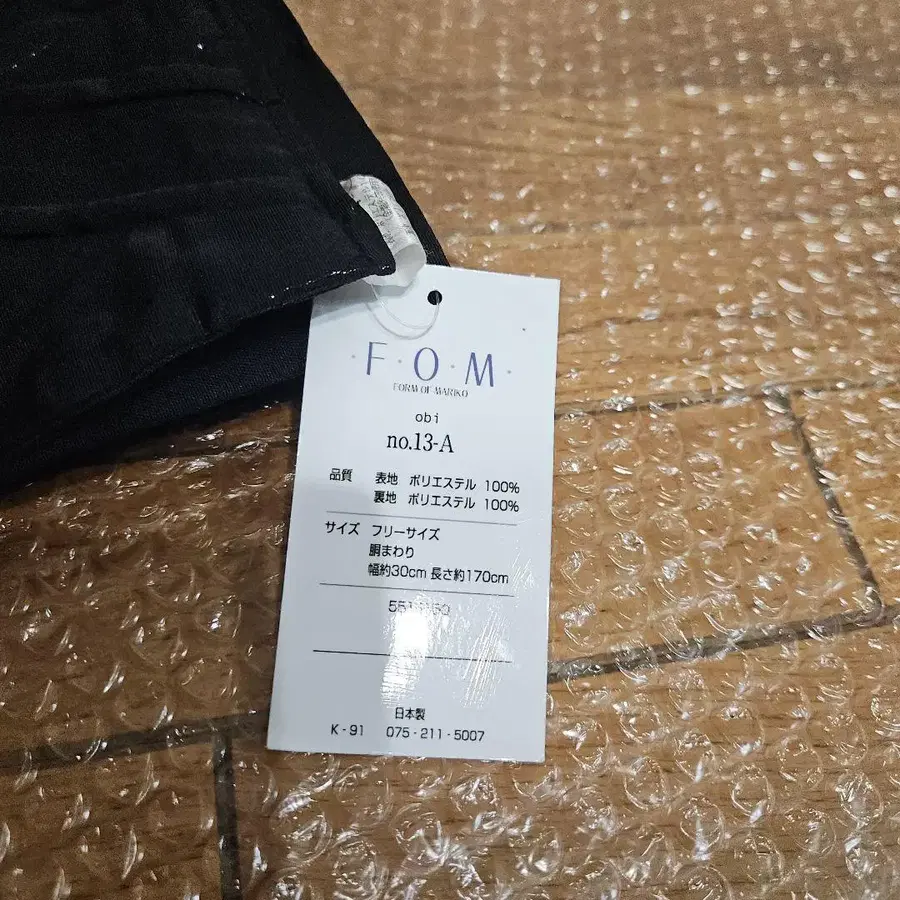 F·O·M
FORM OF MARIKO
obi
no.13-A
品質 表地 ポリエステル 100%
裏地 ポリエステル 100%
サイズ フリーサイズ
胴まわり
幅約30cm 長さ約170cm
日本製
K-91 075-211-5007